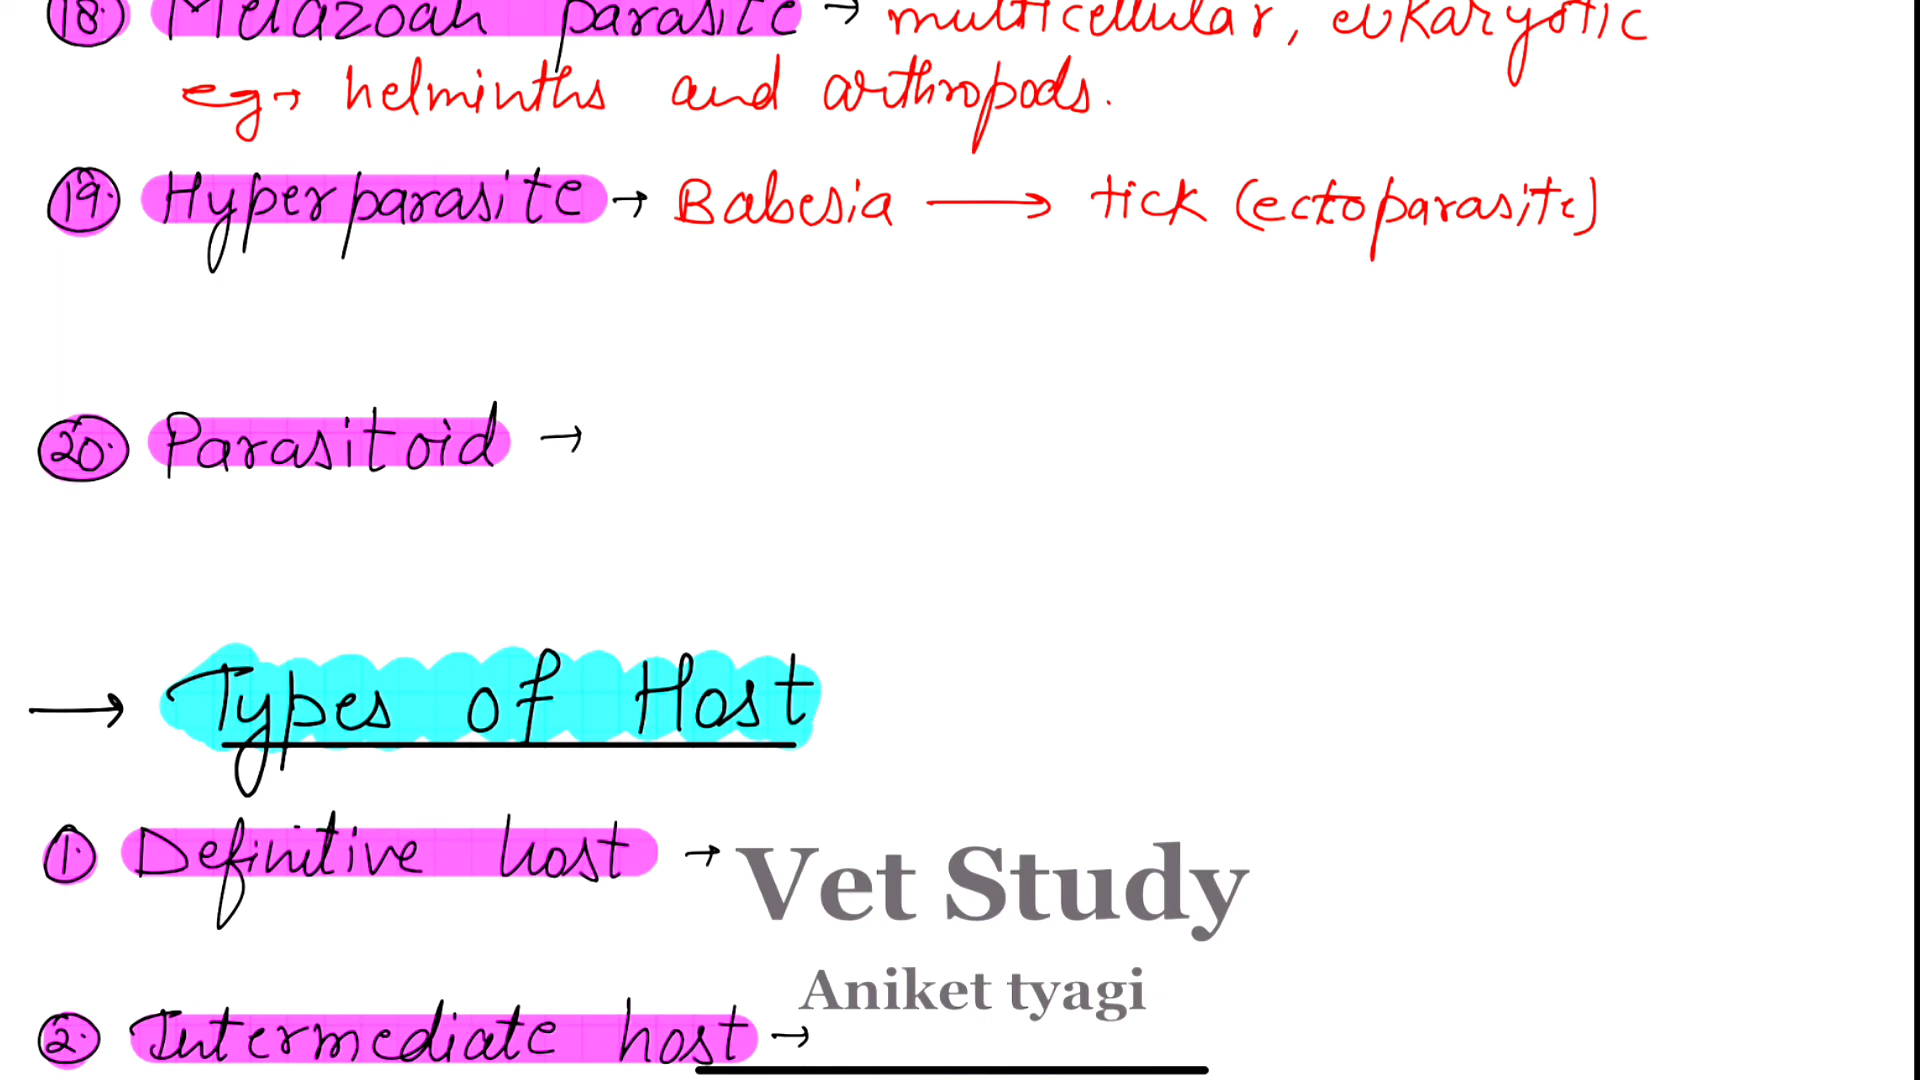 18. Metazoan parasite → multicellular, eukaryotic
eg → helminths and arthropods.
19. Hyperparasite → Babesia → tick (ectoparasite)
20. Parasitoid →
→ Types of Host
1. Definitive host →
Vet Study
Aniket tyagi
2. Intermediate host →